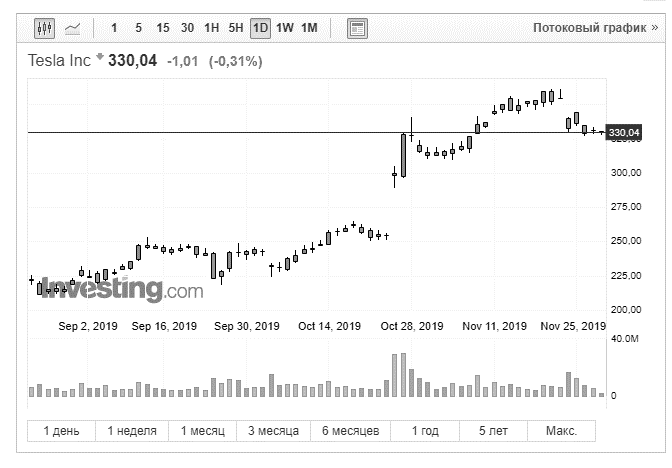 1 5 15 30 1H 5H 1D 1W 1M Потоковый график »
Tesla Inc 330,04 -1,01 (-0,31%)
330,04
325,00
300,00
275,00
250,00
225,00
Investing.com
200,00
Sep 2, 2019 Sep 16, 2019 Sep 30, 2019 Oct 14, 2019 Oct 28, 2019 Nov 11, 2019 Nov 25, 2019
40.0M
0
1 день 1 неделя 1 месяц 3 месяца 6 месяцев 1 год 5 лет Макс.